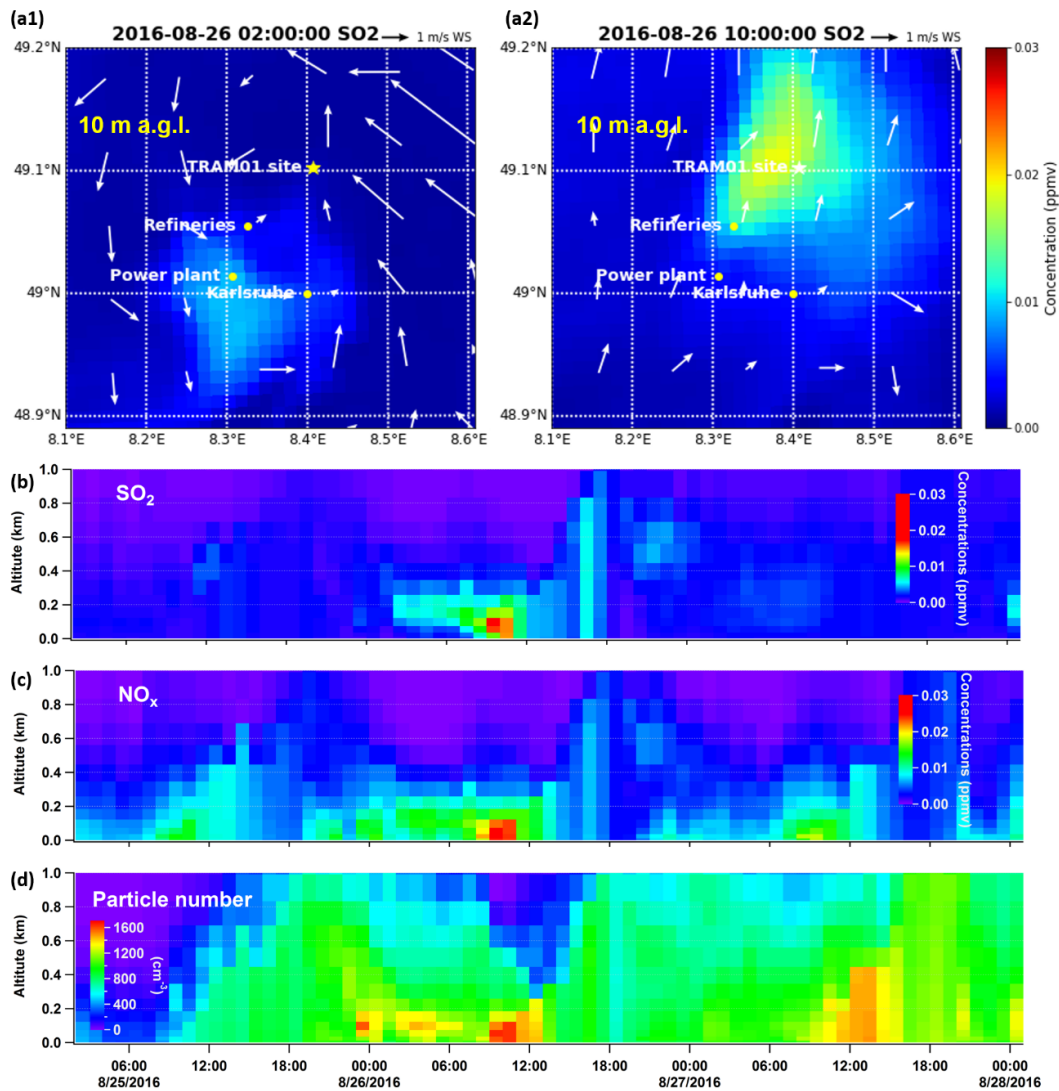 (a1)
2016-08-26 02:00:00 SO2 1 m/s WS
49.2°N
10 m a.g.l.
TRAM01 site
49.1°N
Refineries
Power plant
Karlsruhe
49°N
48.9°N
8.1°E 8.2°E 8.3°E 8.4°E 8.5°E 8.6°E
(a2)
2016-08-26 10:00:00 SO2 1 m/s WS
49.2°N
10 m a.g.l.
TRAM01 site
49.1°N
Refineries
Power plant
Karlsruhe
49°N
48.9°N
8.1°E 8.2°E 8.3°E 8.4°E 8.5°E 8.6°E
0.03
0.02
0.01
0.00
Concentration (ppmv)
(b)
SO2
Altitute (km)
1.0
0.8
0.6
0.4
0.2
0.0
0.03
0.02
0.01
0.00
Concentrations (ppmv)
(c)
NOx
Altitute (km)
1.0
0.8
0.6
0.4
0.2
0.0
0.03
0.02
0.01
0.00
Concentrations (ppmv)
(d)
Particle number
Altitute (km)
1.0
0.8
0.6
0.4
0.2
0.0
1600
1200
800
400
0
(cm-3)
06:00 12:00 18:00 00:00 06:00 12:00 18:00 00:00 06:00 12:00 18:00 00:00
8/25/2016 8/26/2016 8/27/2016 8/28/2016